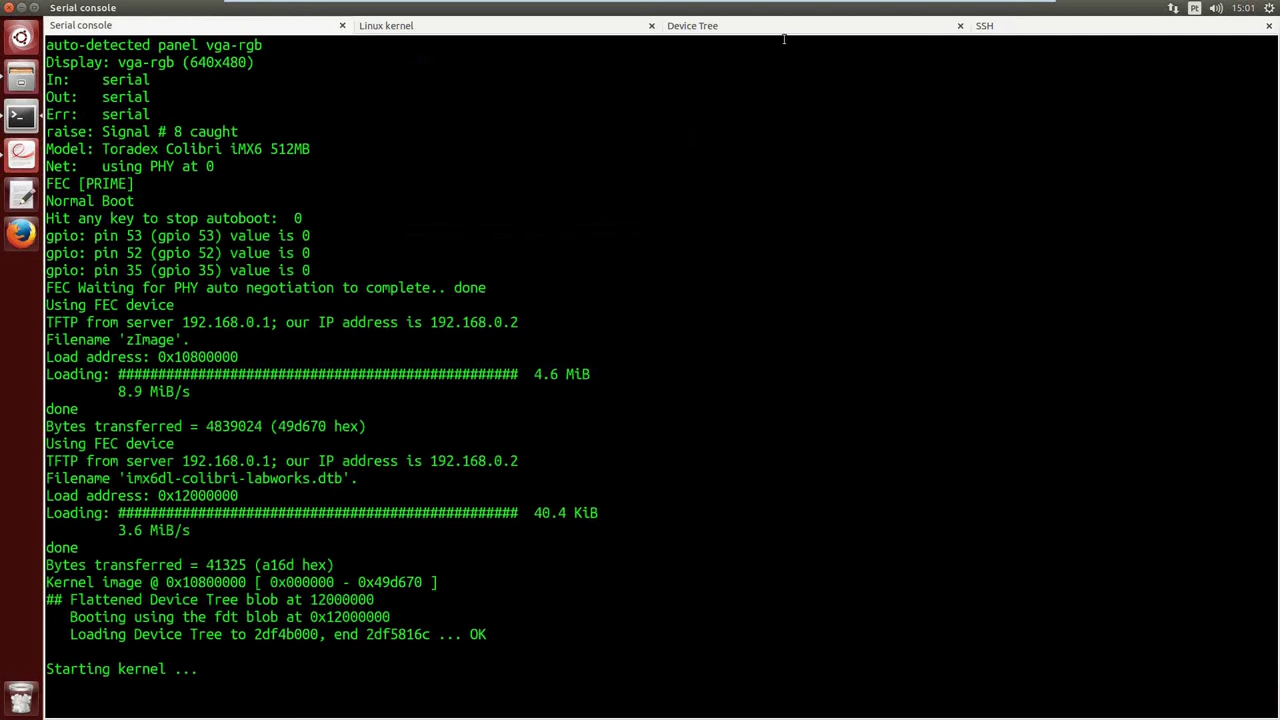 Serial console
Pt
15:01
Serial console
Linux kernel
Device Tree
SSH
auto-detected panel vga-rgb
Display: vga-rgb (640x480)
In:    serial
Out:   serial
Err:   serial
raise: Signal # 8 caught
Model: Toradex Colibri iMX6 512MB
Net:   using PHY at 0
FEC [PRIME]
Normal Boot
Hit any key to stop autoboot:  0
gpio: pin 53 (gpio 53) value is 0
gpio: pin 52 (gpio 52) value is 0
gpio: pin 35 (gpio 35) value is 0
FEC Waiting for PHY auto negotiation to complete.. done
Using FEC device
TFTP from server 192.168.0.1; our IP address is 192.168.0.2
Filename 'zImage'.
Load address: 0x10800000
Loading: ##################################################  4.6 MiB
8.9 MiB/s
done
Bytes transferred = 4839024 (49d670 hex)
Using FEC device
TFTP from server 192.168.0.1; our IP address is 192.168.0.2
Filename 'imx6dl-colibri-labworks.dtb'.
Load address: 0x12000000
Loading: ##################################################  40.4 KiB
3.6 MiB/s
done
Bytes transferred = 41325 (a16d hex)
Kernel image @ 0x10800000 [ 0x000000 - 0x49d670 ]
## Flattened Device Tree blob at 12000000
Booting using the fdt blob at 0x12000000
Loading Device Tree to 2df4b000, end 2df5816c ... OK
Starting kernel ...